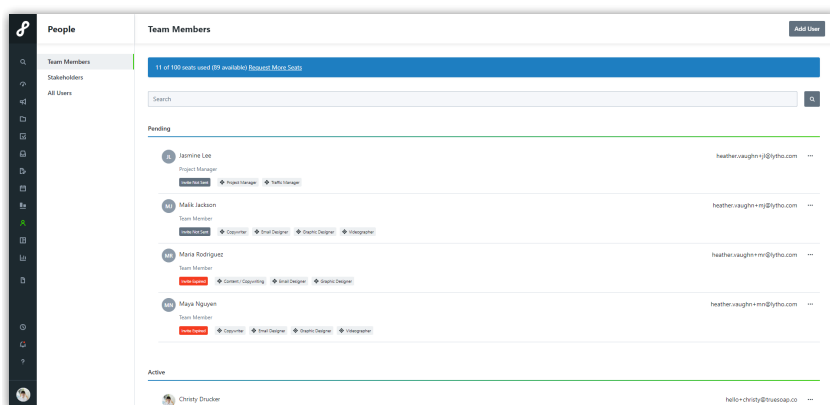 People
Team Members
Add User
Team Members
Stakeholders
All Users
11 of 100 seats used (89 available) Request More Seats
Search
Pending
JL Jasmine Lee heather.vaughn+jl@lytho.com
Project Manager
Invite Not Sent Project Manager Traffic Manager
MJ Malik Jackson heather.vaughn+mj@lytho.com
Team Member
Invite Not Sent Copywriter Email Designer Graphic Designer Videographer
MR Maria Rodriguez heather.vaughn+mr@lytho.com
Team Member
Invite Expired Content / Copywriting Email Designer Graphic Designer
MN Maya Nguyen heather.vaughn+mn@lytho.com
Team Member
Invite Expired Copywriter Email Designer Graphic Designer Videographer
Active
Christy Drucker hello+christy@truesoap.co